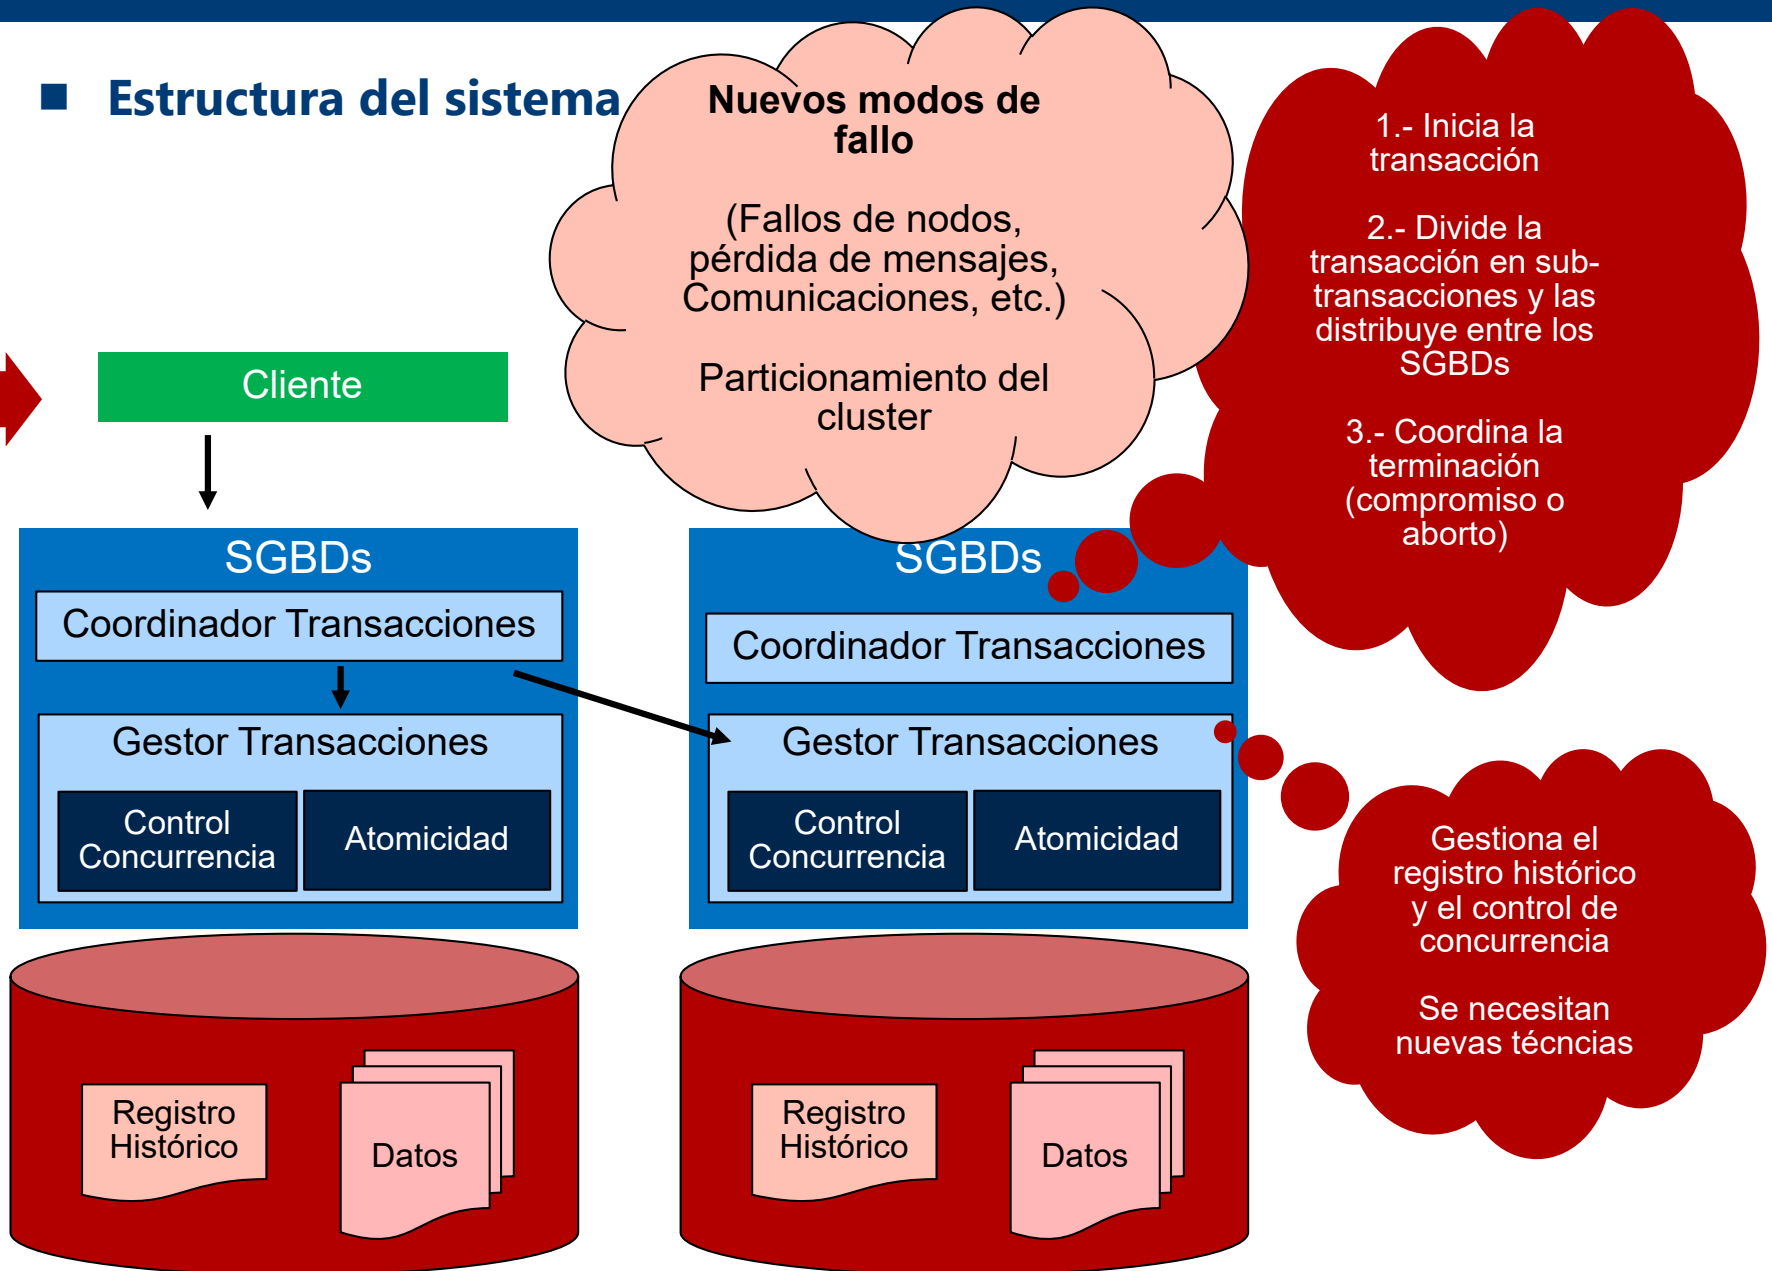 Estructura del sistema
Nuevos modos de
fallo
(Fallos de nodos,
pérdida de mensajes,
Comunicaciones, etc.)
Particionamiento del
cluster
1.- Inicia la
transacción
2.- Divide la
transacción en sub-
transacciones y las
distribuye entre los
SGBDs
3.- Coordina la
terminación
(compromiso o
aborto)
Cliente
SGBDs
Coordinador Transacciones
Gestor Transacciones
Control
Concurrencia
Atomicidad
Registro
Histórico
Datos
SGBDs
Coordinador Transacciones
Gestor Transacciones
Control
Concurrencia
Atomicidad
Registro
Histórico
Datos
Gestiona el
registro histórico
y el control de
concurrencia
Se necesitan
nuevas técncias